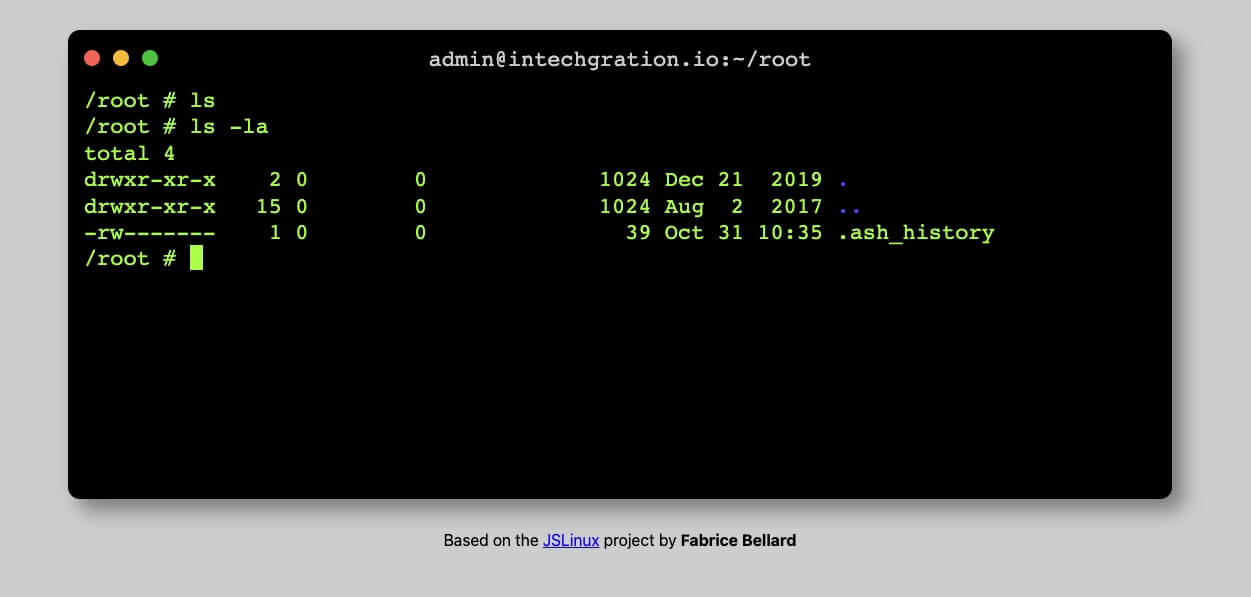 admin@intechgration.io:~/root
/root # ls
/root # ls -la
total 4
drwxr-xr-x    2 0        0             1024 Dec 21  2019 .
drwxr-xr-x   15 0        0             1024 Aug  2  2017 ..
-rw-------    1 0        0               39 Oct 31 10:35 .ash_history
/root #
Based on the JSLinux project by Fabrice Bellard